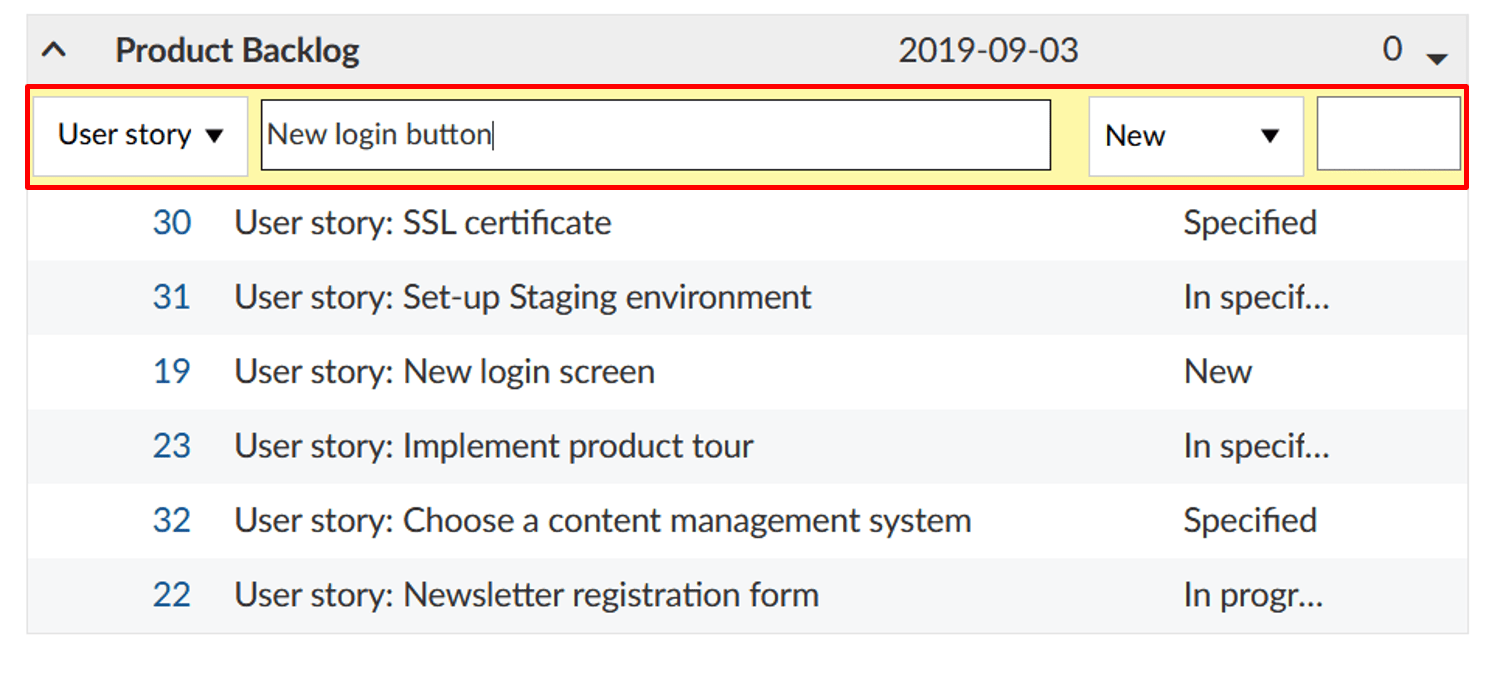 Product Backlog 2019-09-03 0
User story New login button New
30 User story: SSL certificate Specified
31 User story: Set-up Staging environment In specif...
19 User story: New login screen New
23 User story: Implement product tour In specif...
32 User story: Choose a content management system Specified
22 User story: Newsletter registration form In progr...